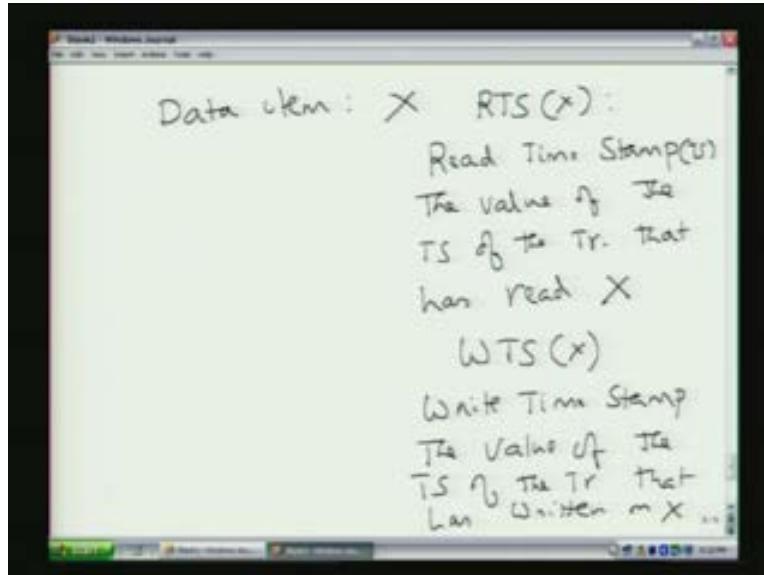 Data item : X RTS (X) :
Read Time Stamp
The value of the
TS of the Tr. that
has read X
WTS (X)
Write Time Stamp
The value of the
TS of the Tr that
has written on X